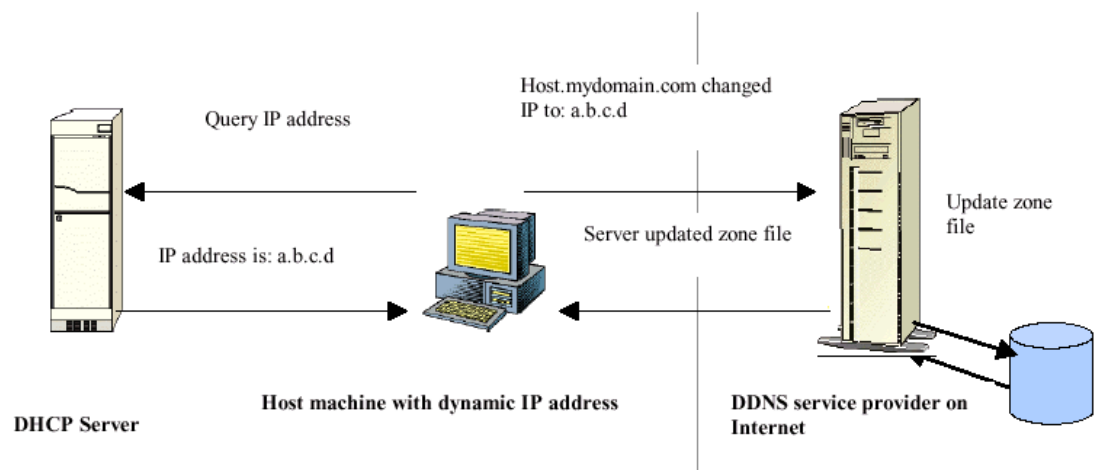 Host.mydomain.com changed
IP to: a.b.c.d
Query IP address
Update zone
file
Server updated zone file
IP address is: a.b.c.d
Host machine with dynamic IP address
DDNS service provider on
Internet
DHCP Server